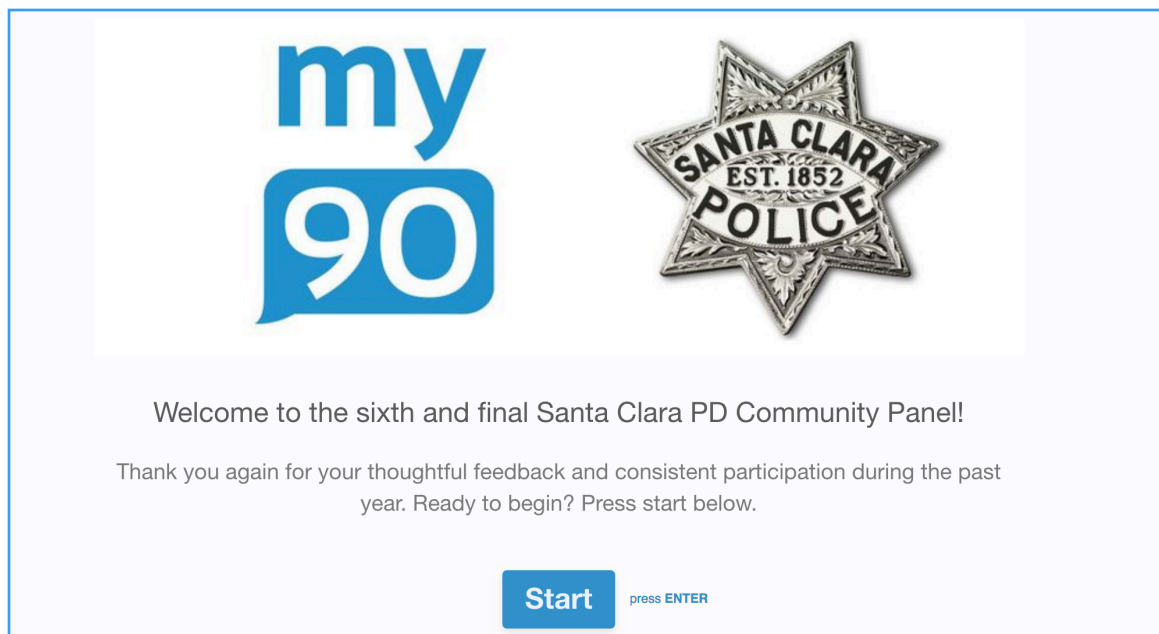 my
90
SANTA CLARA
EST. 1852
POLICE
Welcome to the sixth and final Santa Clara PD Community Panel!
Thank you again for your thoughtful feedback and consistent participation during the past
year. Ready to begin? Press start below.
Start
press ENTER